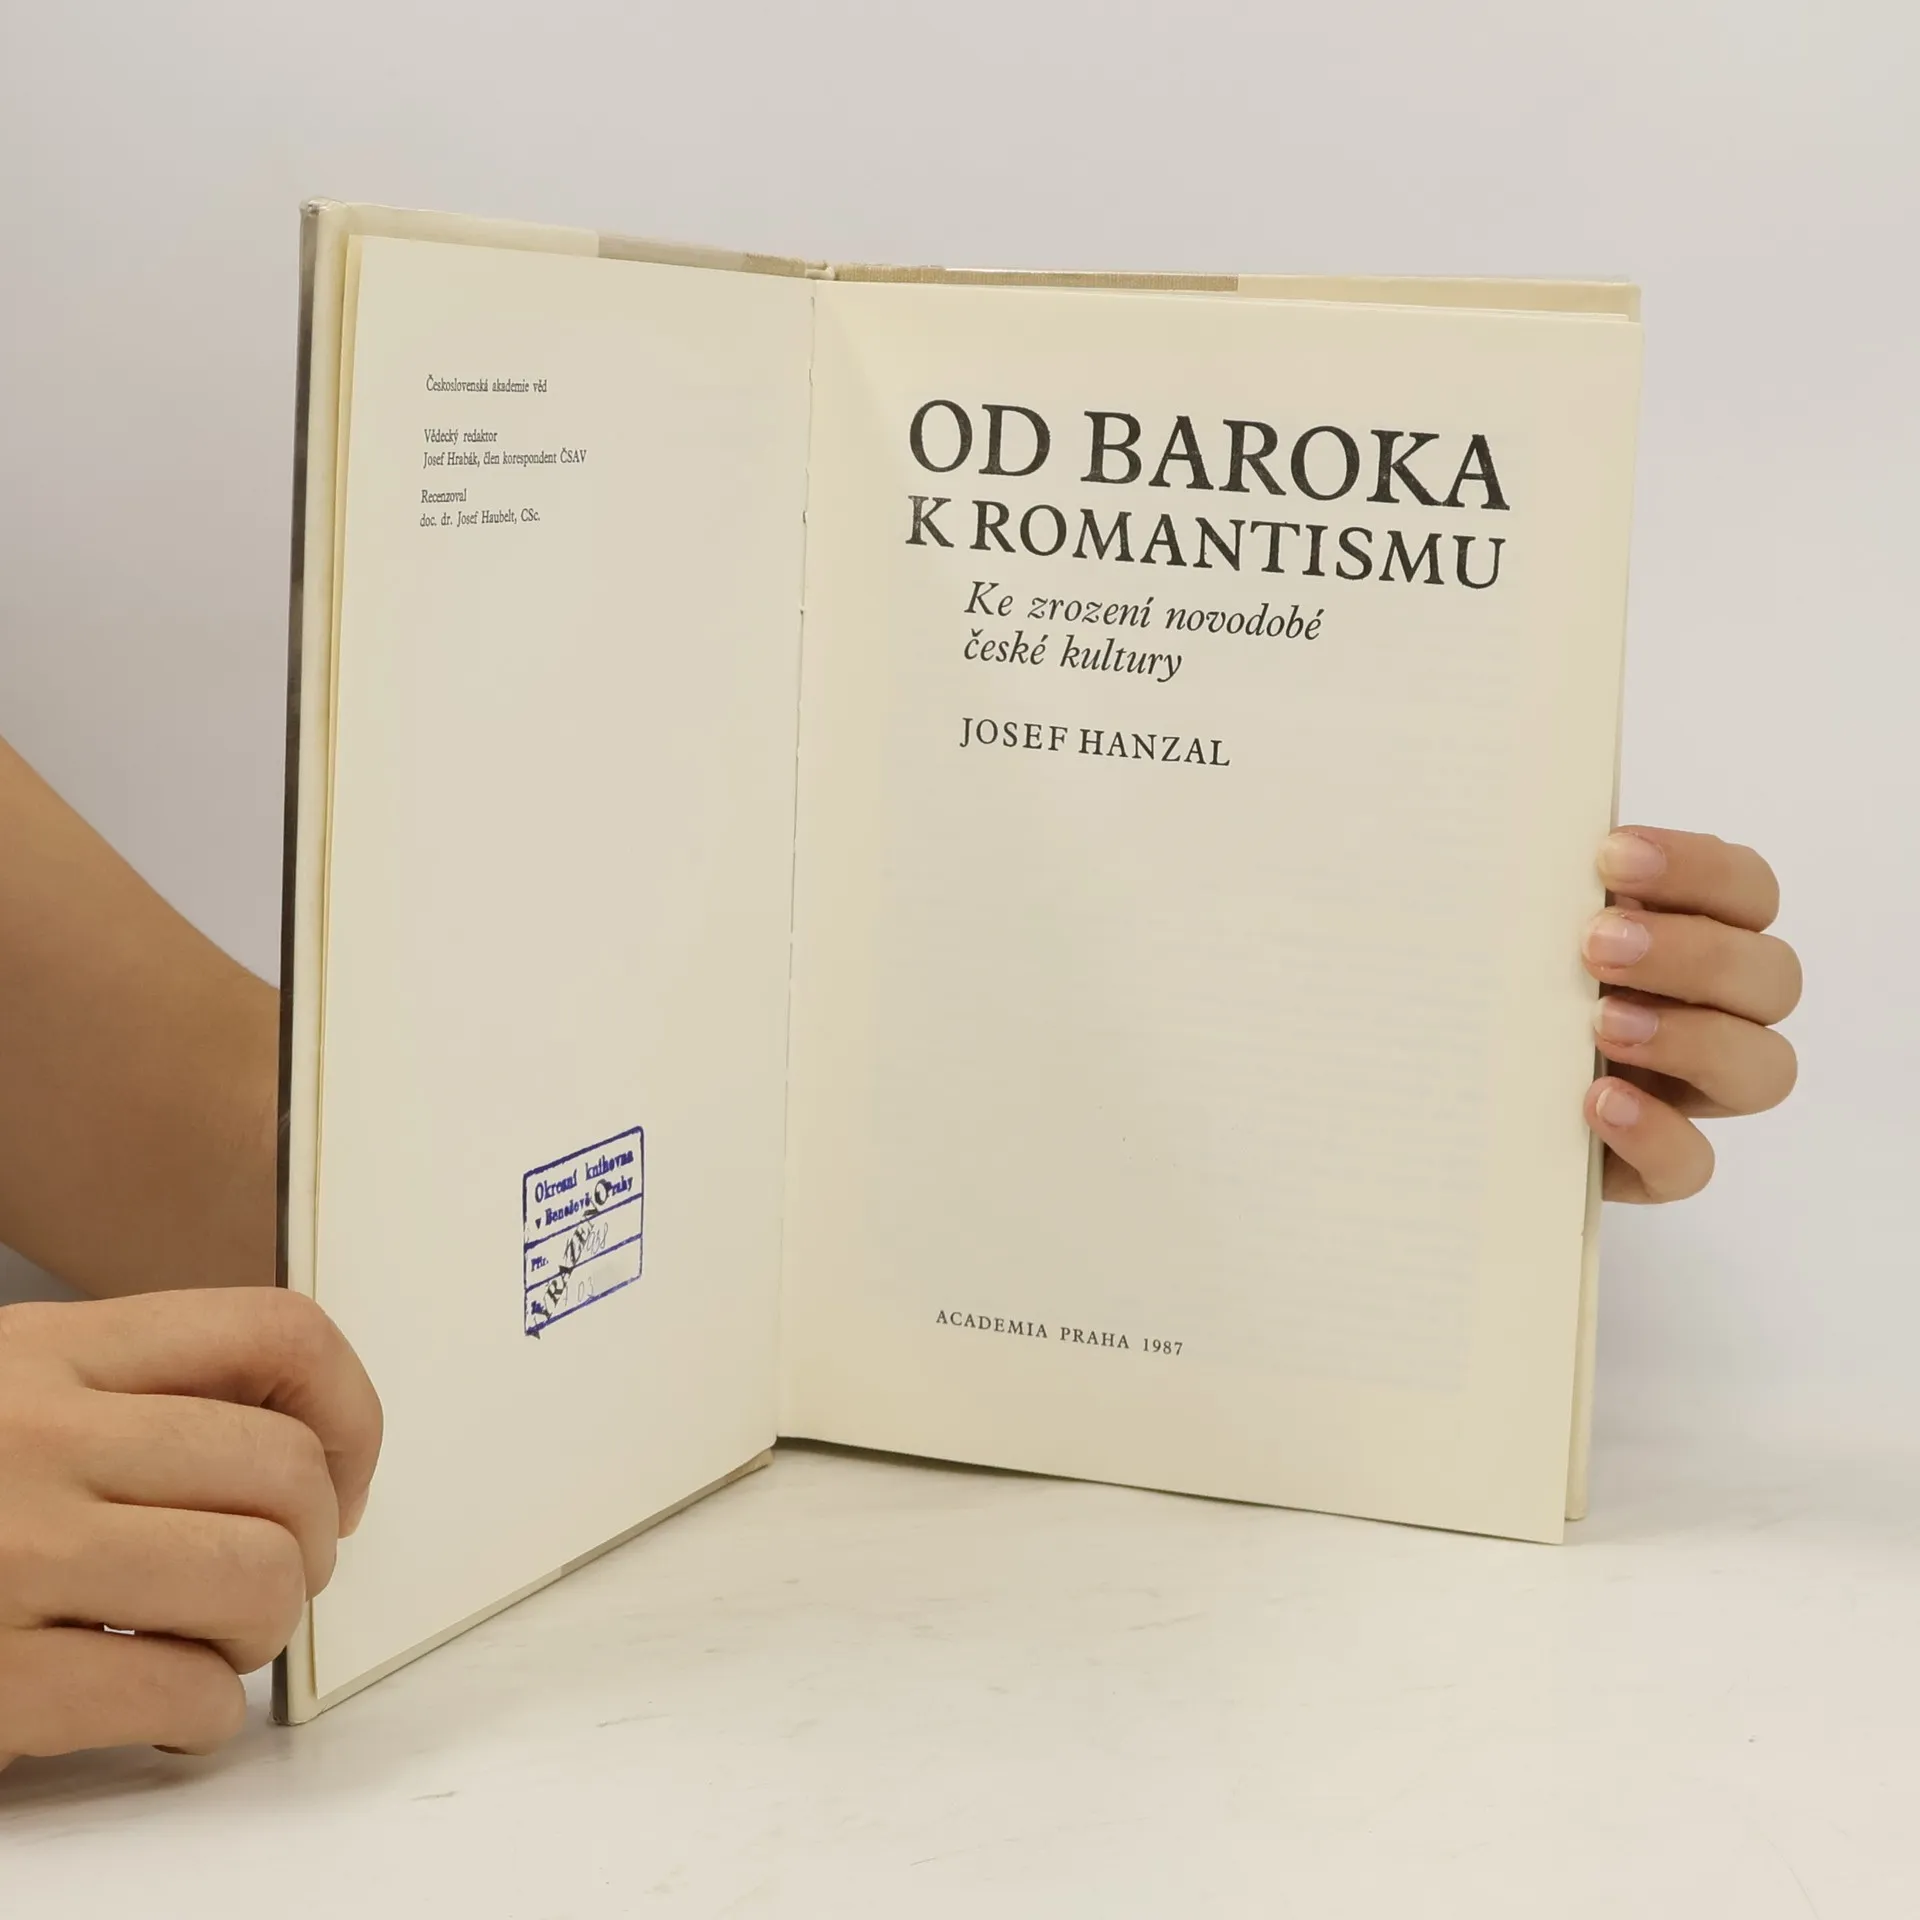 Československá akademie věd
Vědecký redaktor
Josef Hrabák, člen korespondent ČSAV
Recenzoval
doc. dr. Josef Haubelt, CSc.
Okresní knihovna
v Benešově u Prahy
Přír.
VYŘAZENO
OD BAROKA
K ROMANTISMU
Ke zrození novodobé
české kultury
JOSEF HANZAL
ACADEMIA PRAHA 1987